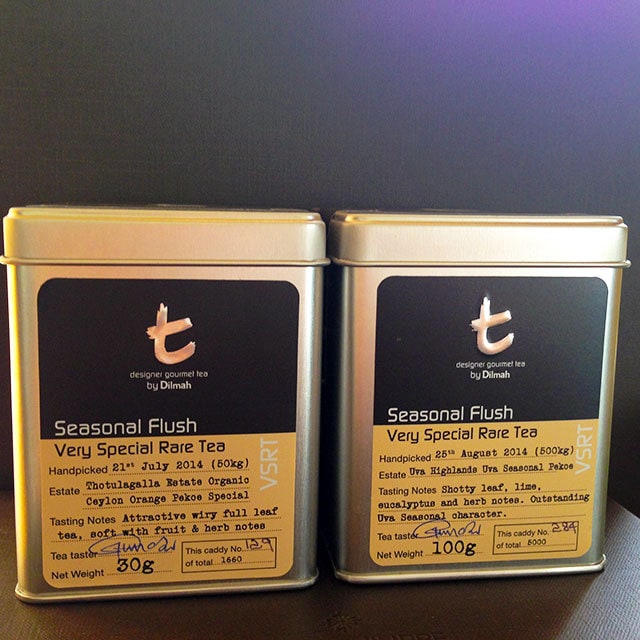 t
designer gourmet tea
by Dilmah
Seasonal Flush
Very Special Rare Tea
VSRT
Handpicked 21st July 2014 (50kg)
Estate Thotulagalla Estate Organic
Ceylon Orange Pekoe Special
Tasting Notes Attractive wiry full leaf
tea, soft with fruit & herb notes
Tea taster
This caddy No. 129
of total 1660
Net Weight 30g
t
designer gourmet tea
by Dilmah
Seasonal Flush
Very Special Rare Tea
VSRT
Handpicked 25th August 2014 (500kg)
Estate Uva Highlands Uva Seasonal Pekoe
Tasting Notes Shotty leaf, lime,
eucalyptus and herb notes. Outstanding
Uva Seasonal character.
Tea taster
This caddy No. 284
of total 5000
Net Weight 100g